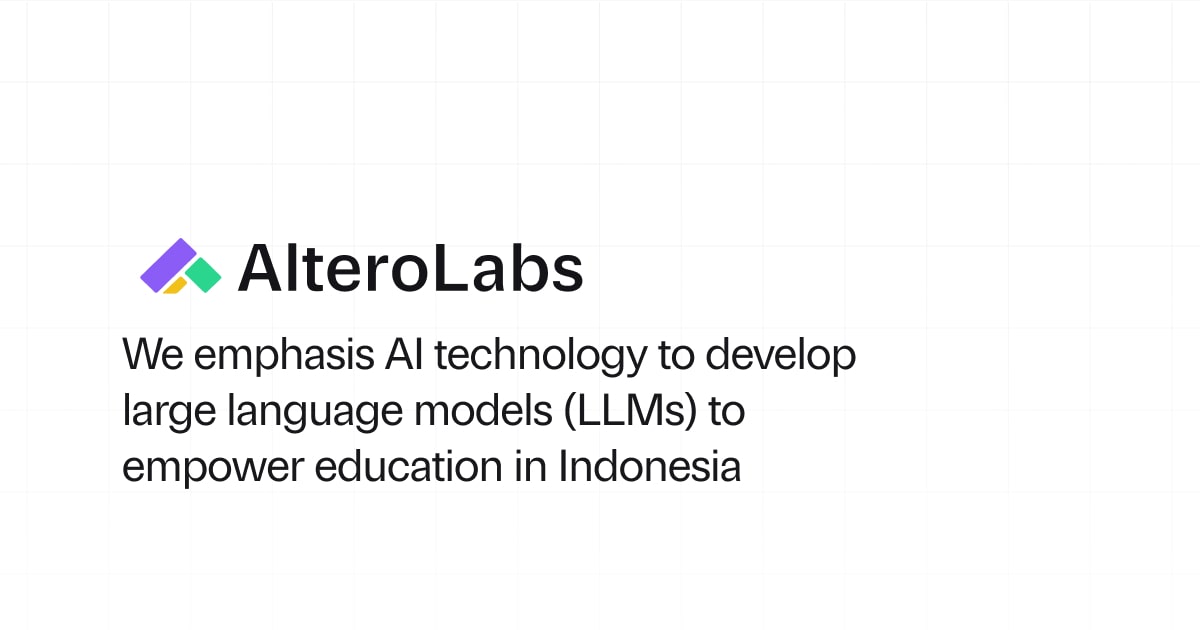 AlteroLabs
We emphasis AI technology to develop
large language models (LLMs) to
empower education in Indonesia